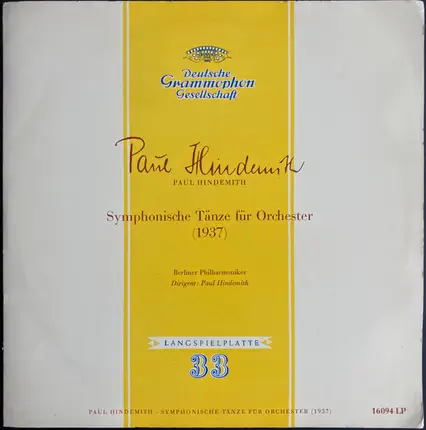 Deutsche
Grammophon
Gesellschaft
Paul Hindemith
PAUL HINDEMITH
Symphonische Tänze für Orchester
(1937)
Berliner Philharmoniker
Dirigent: Paul Hindemith
LANGSPIELPLATTE
33
PAUL HINDEMITH - SYMPHONISCHE TÄNZE FÜR ORCHESTER (1937)
16094 LP